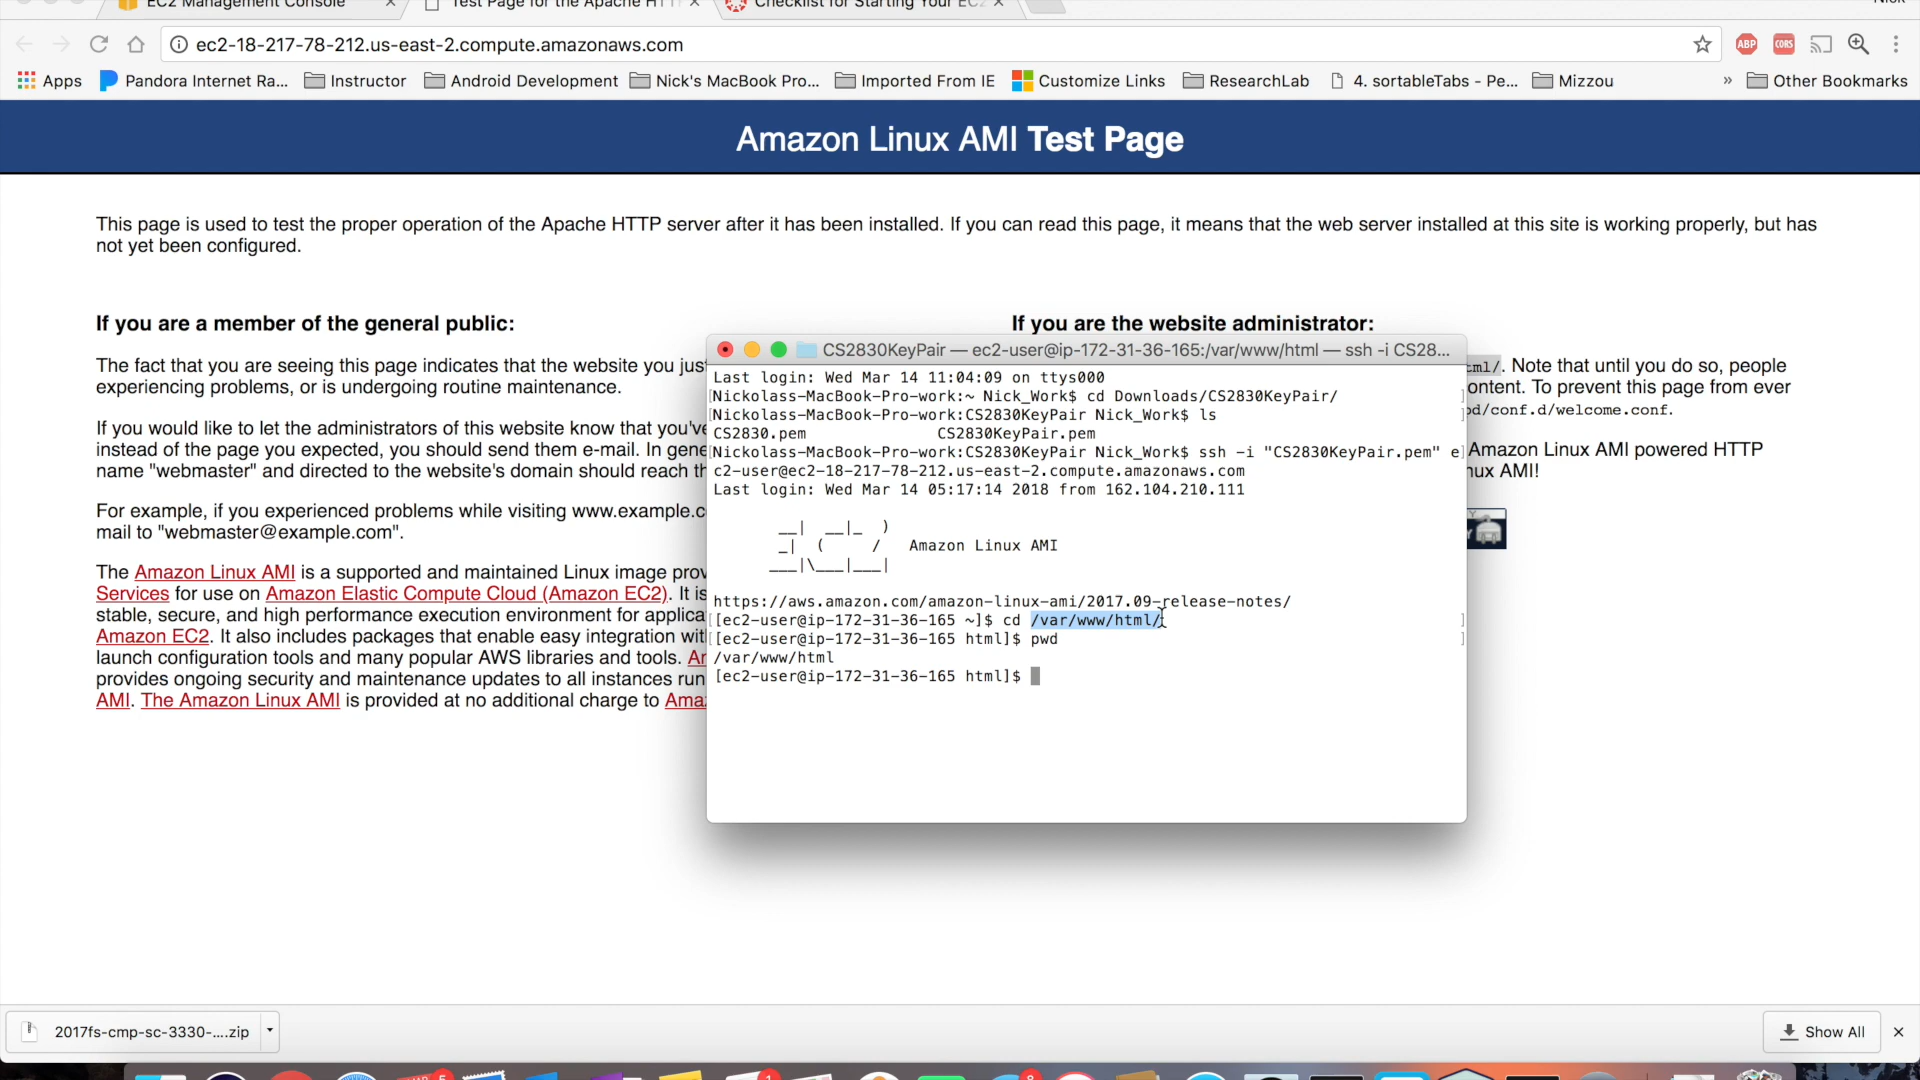 EC2 Management Console
Test Page for the Apache HTT
Checklist for Starting Your EC2
Nick
ec2-18-217-78-212.us-east-2.compute.amazonaws.com
ABP
CORS
Apps
Pandora Internet Ra...
Instructor
Android Development
Nick's MacBook Pro...
Imported From IE
Customize Links
ResearchLab
4. sortableTabs - Pe...
Mizzou
»
Other Bookmarks
Amazon Linux AMI Test Page
This page is used to test the proper operation of the Apache HTTP server after it has been installed. If you can read this page, it means that the web server installed at this site is working properly, but has
not yet been configured.
If you are a member of the general public:
The fact that you are seeing this page indicates that the website you jus
experiencing problems, or is undergoing routine maintenance.
If you would like to let the administrators of this website know that you've
instead of the page you expected, you should send them e-mail. In gene
name "webmaster" and directed to the website's domain should reach th
For example, if you experienced problems while visiting www.example.c
mail to "webmaster@example.com".
The Amazon Linux AMI is a supported and maintained Linux image prov
Services for use on Amazon Elastic Compute Cloud (Amazon EC2). It is
stable, secure, and high performance execution environment for applica
Amazon EC2. It also includes packages that enable easy integration wit
launch configuration tools and many popular AWS libraries and tools. Am
provides ongoing security and maintenance updates to all instances run
AMI. The Amazon Linux AMI is provided at no additional charge to Amaz
If you are the website administrator:
ml/. Note that until you do so, people
ontent. To prevent this page from ever
d/conf.d/welcome.conf.
Amazon Linux AMI powered HTTP
nux AMI!
CS2830KeyPair — ec2-user@ip-172-31-36-165:/var/www/html — ssh -i CS28...
Last login: Wed Mar 14 11:04:09 on ttys000
[Nickolass-MacBook-Pro-work:~ Nick_Work$ cd Downloads/CS2830KeyPair/ ]
[Nickolass-MacBook-Pro-work:CS2830KeyPair Nick_Work$ ls ]
CS2830.pem CS2830KeyPair.pem
[Nickolass-MacBook-Pro-work:CS2830KeyPair Nick_Work$ ssh -i "CS2830KeyPair.pem" e]
c2-user@ec2-18-217-78-212.us-east-2.compute.amazonaws.com
Last login: Wed Mar 14 05:17:14 2018 from 162.104.210.111
__| __|_ )
_| ( / Amazon Linux AMI
___|\___|___|
https://aws.amazon.com/amazon-linux-ami/2017.09-release-notes/
[[ec2-user@ip-172-31-36-165 ~]$ cd /var/www/html/ ]
[[ec2-user@ip-172-31-36-165 html]$ pwd ]
/var/www/html
[ec2-user@ip-172-31-36-165 html]$
2017fs-cmp-sc-3330-....zip
Show All
5
1
8